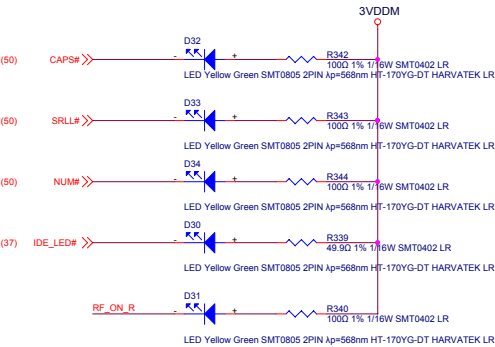 3VDDM
D32
(50) CAPS# - + R342
100Ω 1% 1/16W SMT0402 LR
LED Yellow Green SMT0805 2PIN λp=568nm HT-170YG-DT HARVATEK LR
D33
(50) SRLL# - + R343
100Ω 1% 1/16W SMT0402 LR
LED Yellow Green SMT0805 2PIN λp=568nm HT-170YG-DT HARVATEK LR
D34
(50) NUM# - + R344
100Ω 1% 1/16W SMT0402 LR
LED Yellow Green SMT0805 2PIN λp=568nm HT-170YG-DT HARVATEK LR
D30
(37) IDE_LED# - + R339
49.9Ω 1% 1/16W SMT0402 LR
LED Yellow Green SMT0805 2PIN λp=568nm HT-170YG-DT HARVATEK LR
D31
RF_ON_R - + R340
100Ω 1% 1/16W SMT0402 LR
LED Yellow Green SMT0805 2PIN λp=568nm HT-170YG-DT HARVATEK LR